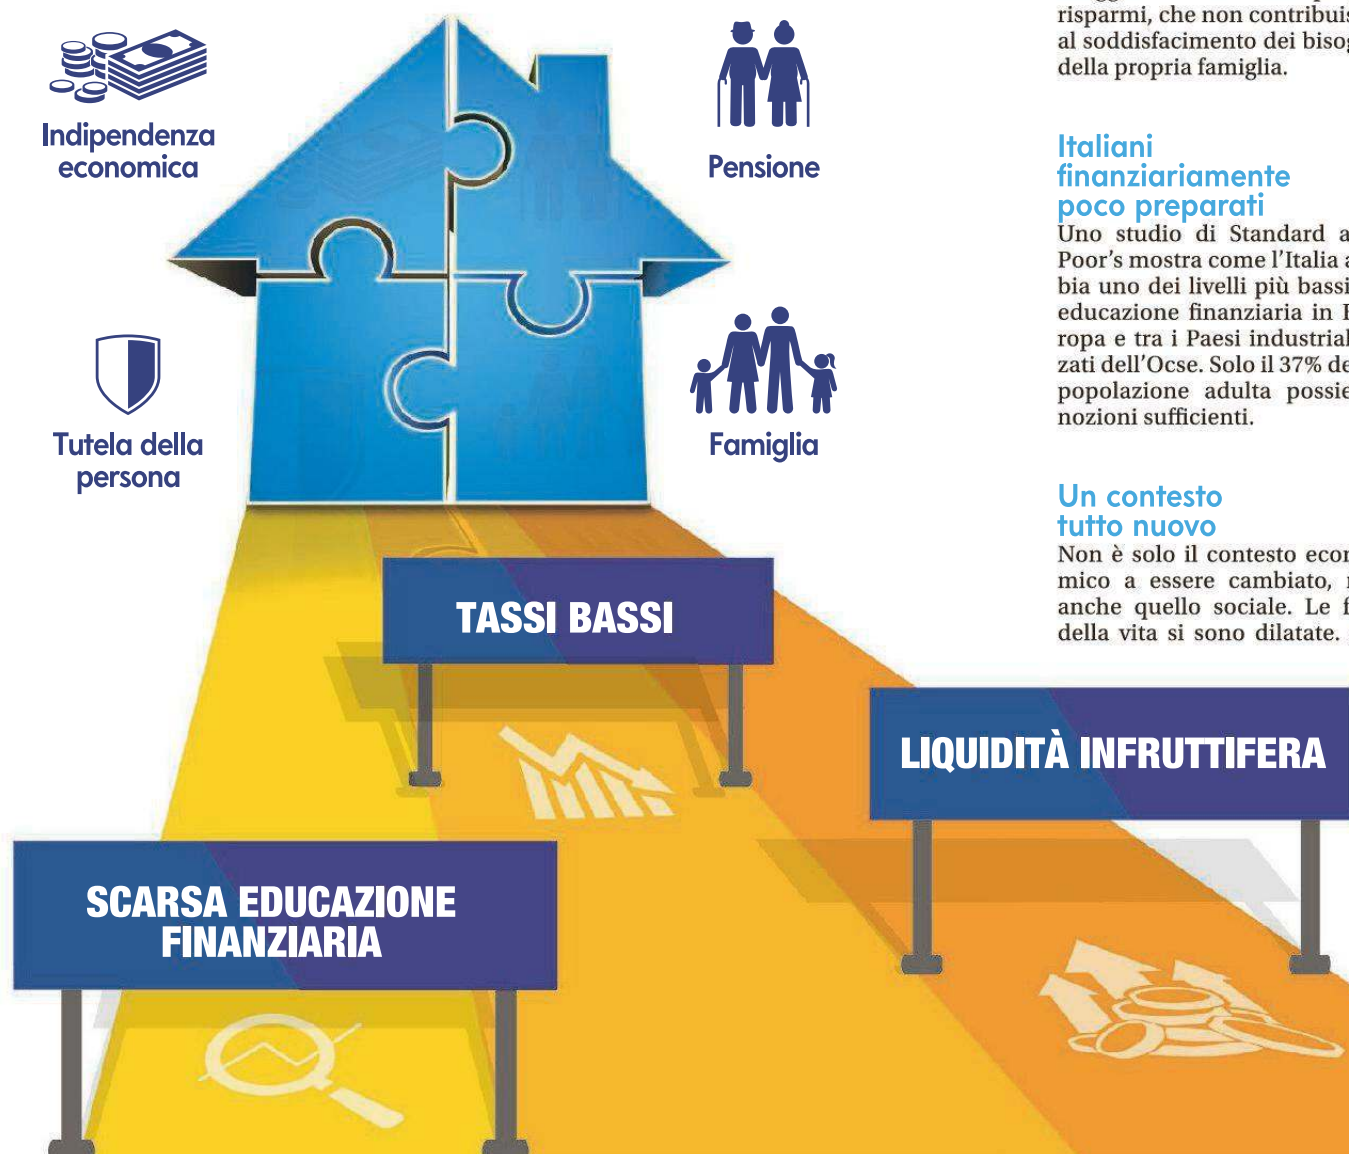 Indipendenza
economica
Pensione
Tutela della
persona
Famiglia
TASSI BASSI
LIQUIDITÀ INFRUTTIFERA
SCARSA EDUCAZIONE
FINANZIARIA
risparmi, che non contribuis
al soddisfacimento dei bisog
della propria famiglia.
Italiani
finanziariamente
poco preparati
Uno studio di Standard a
Poor's mostra come l'Italia a
bia uno dei livelli più bassi
educazione finanziaria in E
ropa e tra i Paesi industrial
zati dell'Ocse. Solo il 37% de
popolazione adulta possie
nozioni sufficienti.
Un contesto
tutto nuovo
Non è solo il contesto econ
mico a essere cambiato, 
anche quello sociale. Le f
della vita si sono dilatate.